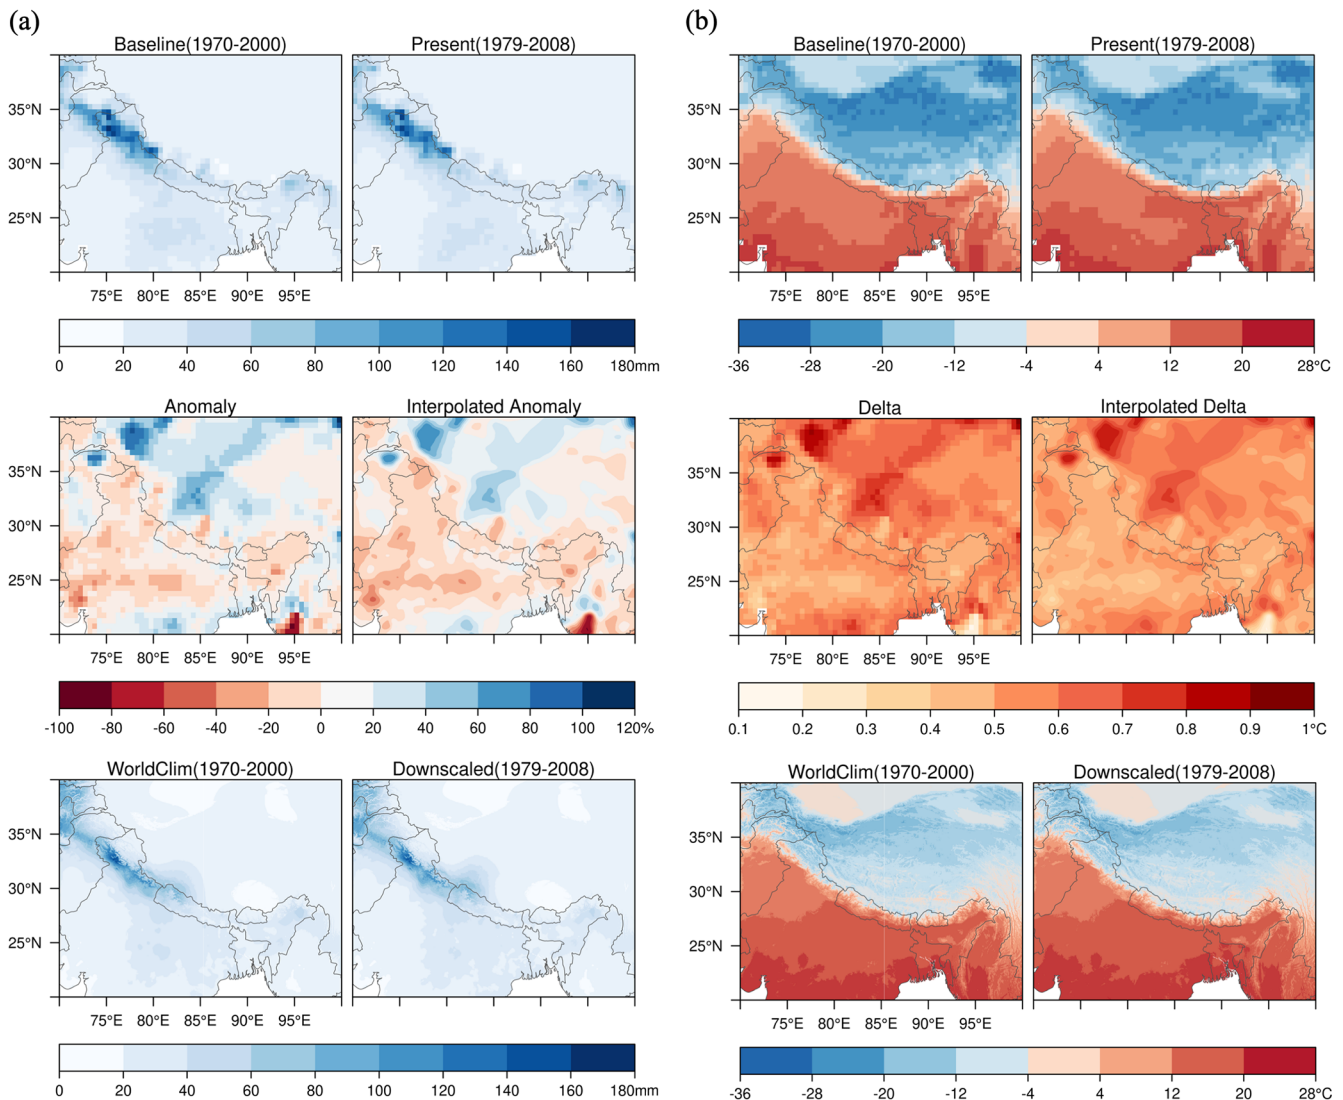 (a) (b)
Baseline(1970-2000) Present(1979-2008) Baseline(1970-2000) Present(1979-2008)
35°N 35°N
30°N 30°N
25°N 25°N
75°E 80°E 85°E 90°E 95°E 75°E 80°E 85°E 90°E 95°E
0 20 40 60 80 100 120 140 160 180mm -36 -28 -20 -12 -4 4 12 20 28°C
Anomaly Interpolated Anomaly Delta Interpolated Delta
35°N 35°N
30°N 30°N
25°N 25°N
75°E 80°E 85°E 90°E 95°E 75°E 80°E 85°E 90°E 95°E
-100 -80 -60 -40 -20 0 20 40 60 80 100 120% 0.1 0.2 0.3 0.4 0.5 0.6 0.7 0.8 0.9 1°C
WorldClim(1970-2000) Downscaled(1979-2008) WorldClim(1970-2000) Downscaled(1979-2008)
35°N 35°N
30°N 30°N
25°N 25°N
75°E 80°E 85°E 90°E 95°E 75°E 80°E 85°E 90°E 95°E
0 20 40 60 80 100 120 140 160 180mm -36 -28 -20 -12 -4 4 12 20 28°C